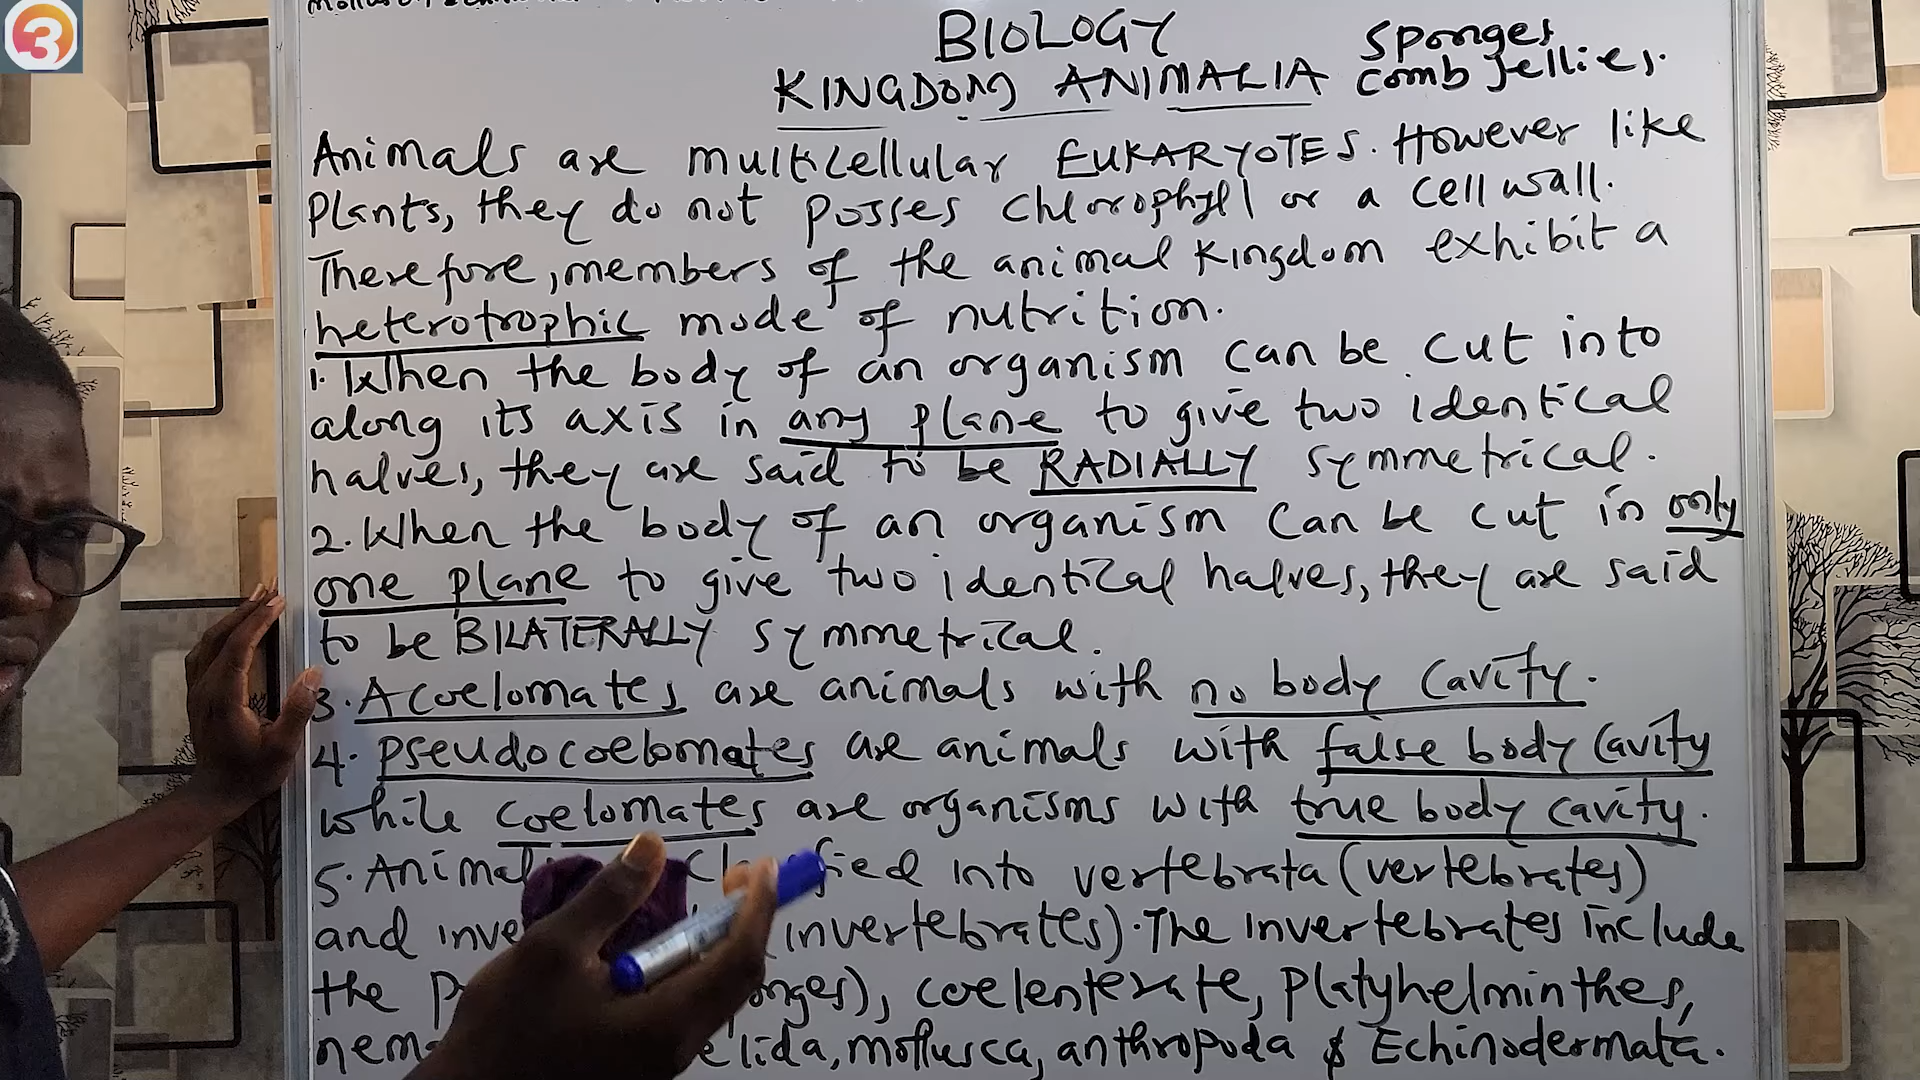 3
BIOLOGY
Sponges
KINGDOM ANIMALIA
comb Jellies.
Animals are multicellular EUKARYOTES. However like
Plants, they do not posses chlorophyll or a cell wall.
Therefore, members of the animal Kingdom exhibit a
heterotrophic mode of nutrition.
1. When the body of an organism can be cut into
along its axis in any plane to give two identical
halves, they are said to be RADIALLY symmetrical.
2. When the body of an organism can be cut in only
one plane to give two identical halves, they are said
to be BILATERALLY symmetrical.
3. Acoelomates are animals with no body cavity.
4. Pseudocoelomates are animals with false body cavity
while coelomates are organisms with true body cavity.
5. Animal into vertebrata (vertebrates)
and (invertebrates). The invertebrates include
the coelenterate, Platyhelminthes,
mollusca, anthropoda & Echinodermata.